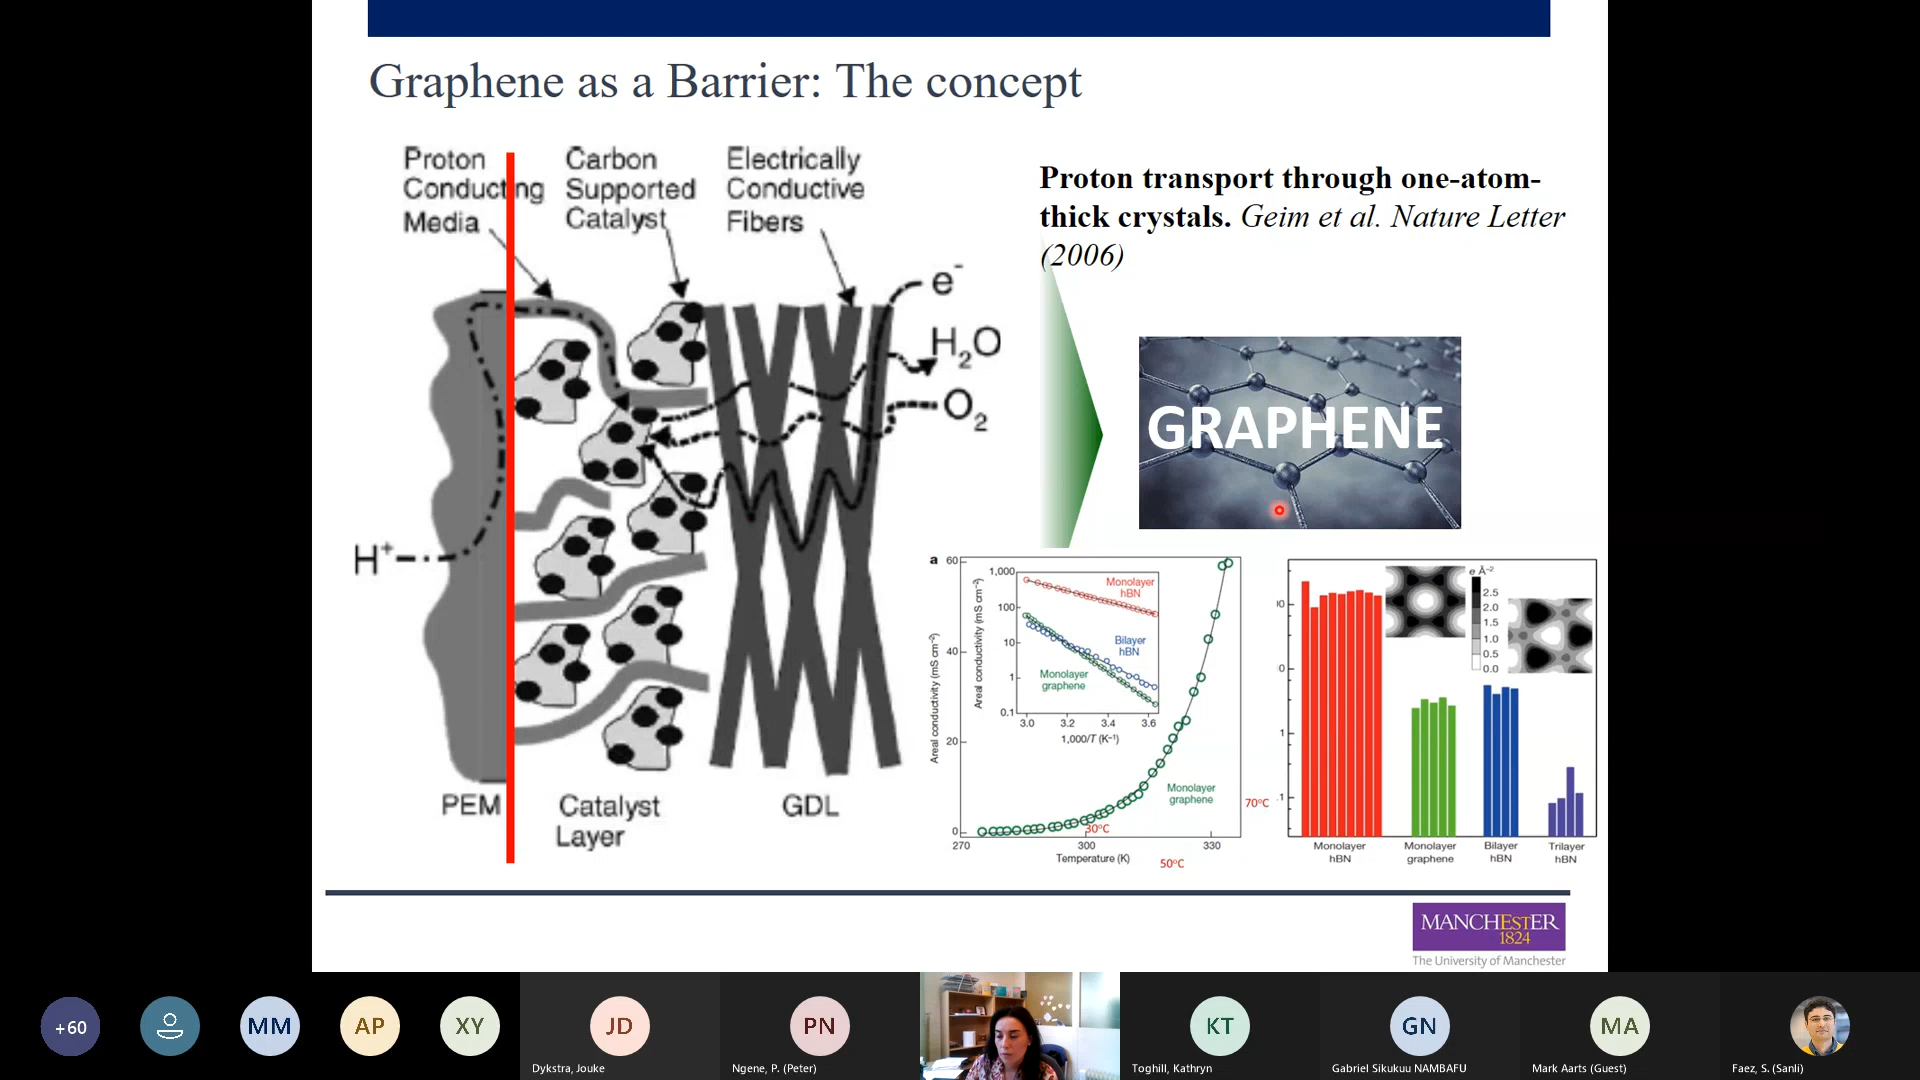 Graphene as a Barrier: The concept
Proton
Conducting
Media
Carbon
Supported
Catalyst
Electrically
Conductive
Fibers
e-
H2O
O2
H+
PEM
Catalyst
Layer
GDL
Proton transport through one-atom-
thick crystals. Geim et al. Nature Letter
(2006)
GRAPHENE
a
60
40
20
0
Areal conductivity (mS cm⁻²)
270
300
330
Temperature (K)
30°C
50°C
70°C
Monolayer
graphene
1,000
100
10
1
0.1
Areal conductivity (mS cm⁻²)
3.0
3.2
3.4
3.6
1,000/T (K⁻¹)
Monolayer
hBN
Bilayer
hBN
Monolayer
graphene
0
1
e Å⁻²
2.5
2.0
1.5
1.0
0.5
0.0
Monolayer
hBN
Monolayer
graphene
Bilayer
hBN
Trilayer
hBN
MANCHESTER
1824
The University of Manchester
+60
MM
AP
XY
JD
Dykstra, Jouke
PN
Ngene, P. (Peter)
KT
Toghill, Kathryn
GN
Gabriel Sikukuu NAMBAFU
MA
Mark Aarts (Guest)
Faez, S. (Sanli)